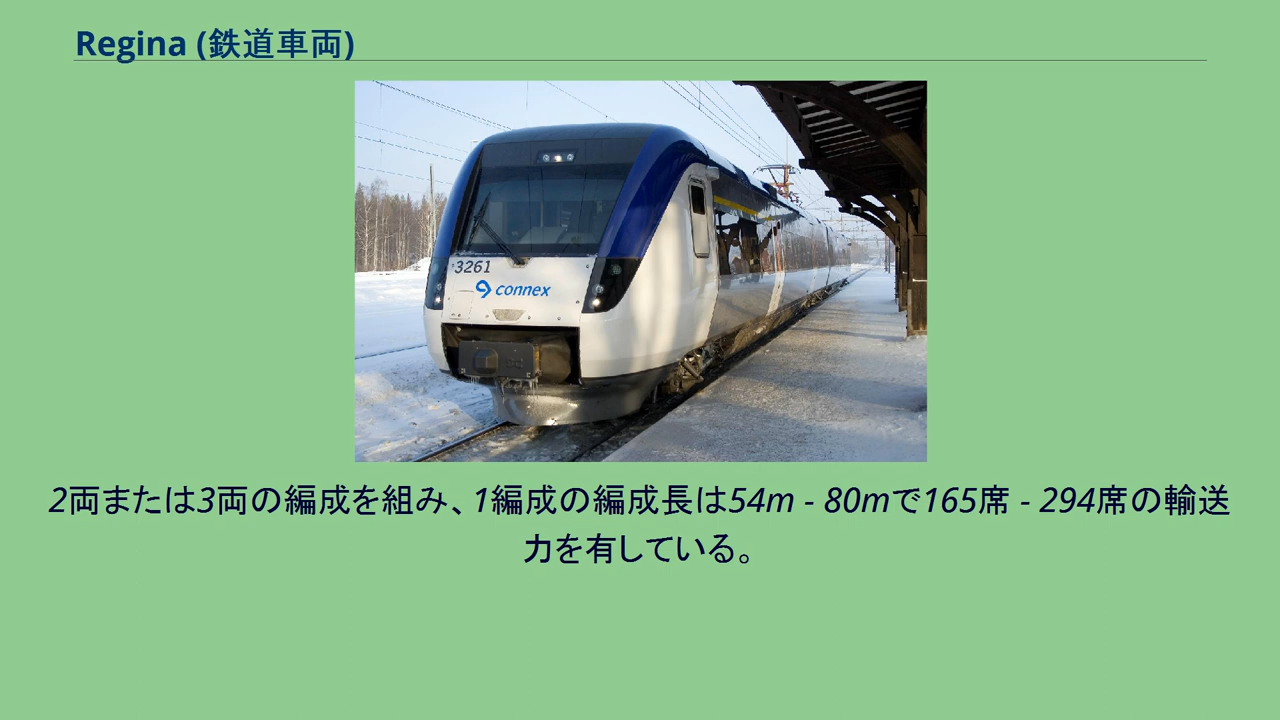 Regina (鉄道車両)
3261
connex
2両または3両の編成を組み、1編成の編成長は54m - 80mで165席 - 294席の輸送
力を有している。